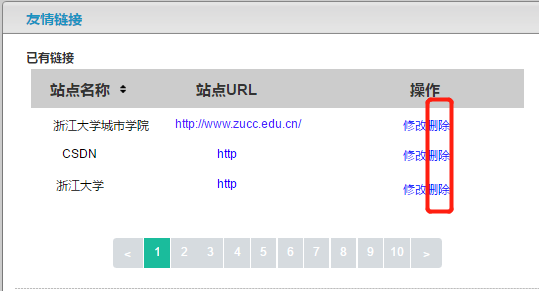 友情链接
已有链接
站点名称 站点URL 操作
浙江大学城市学院 http://www.zucc.edu.cn/ 修改删除
CSDN http 修改删除
浙江大学 http 修改删除
< 1 2 3 4 5 6 7 8 9 10 >